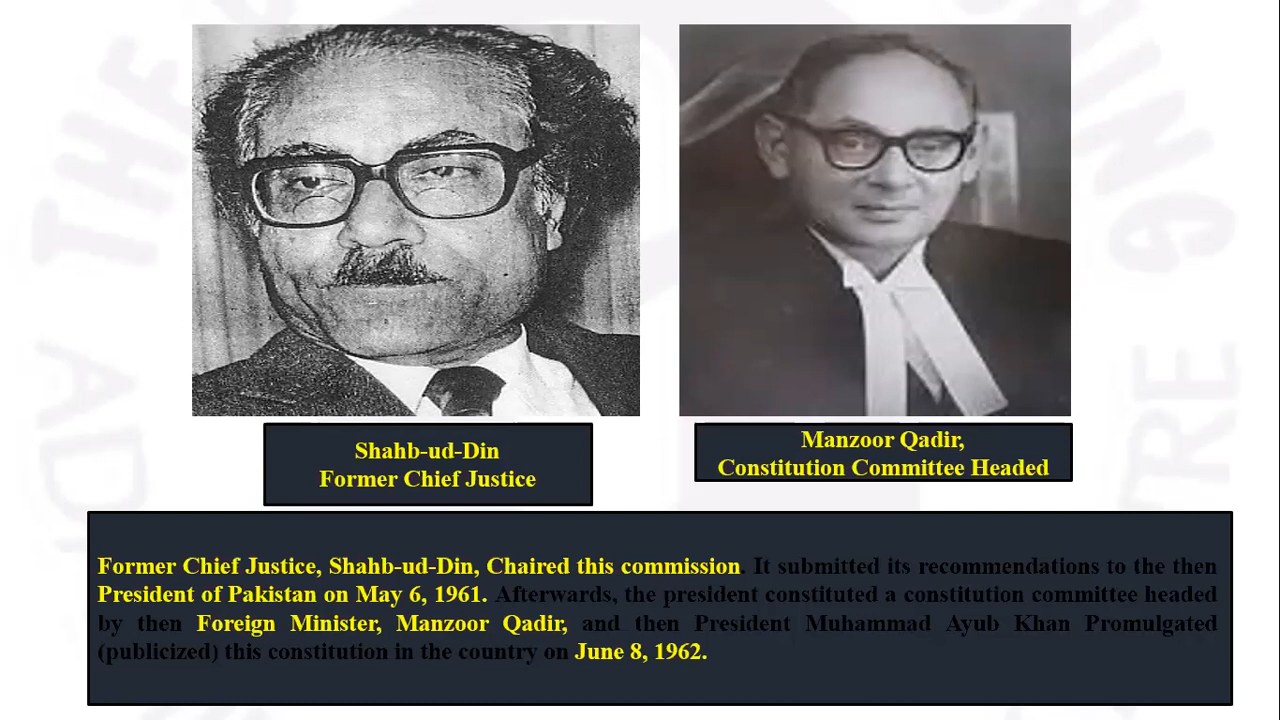 Shahb-ud-Din
Former Chief Justice
Manzoor Qadir,
Constitution Committee Headed
Former Chief Justice, Shahb-ud-Din, Chaired this commission. It submitted its recommendations to the then
President of Pakistan on May 6, 1961. Afterwards, the president constituted a constitution committee headed
by then Foreign Minister, Manzoor Qadir, and then President Muhammad Ayub Khan Promulgated
(publicized) this constitution in the country on June 8, 1962.